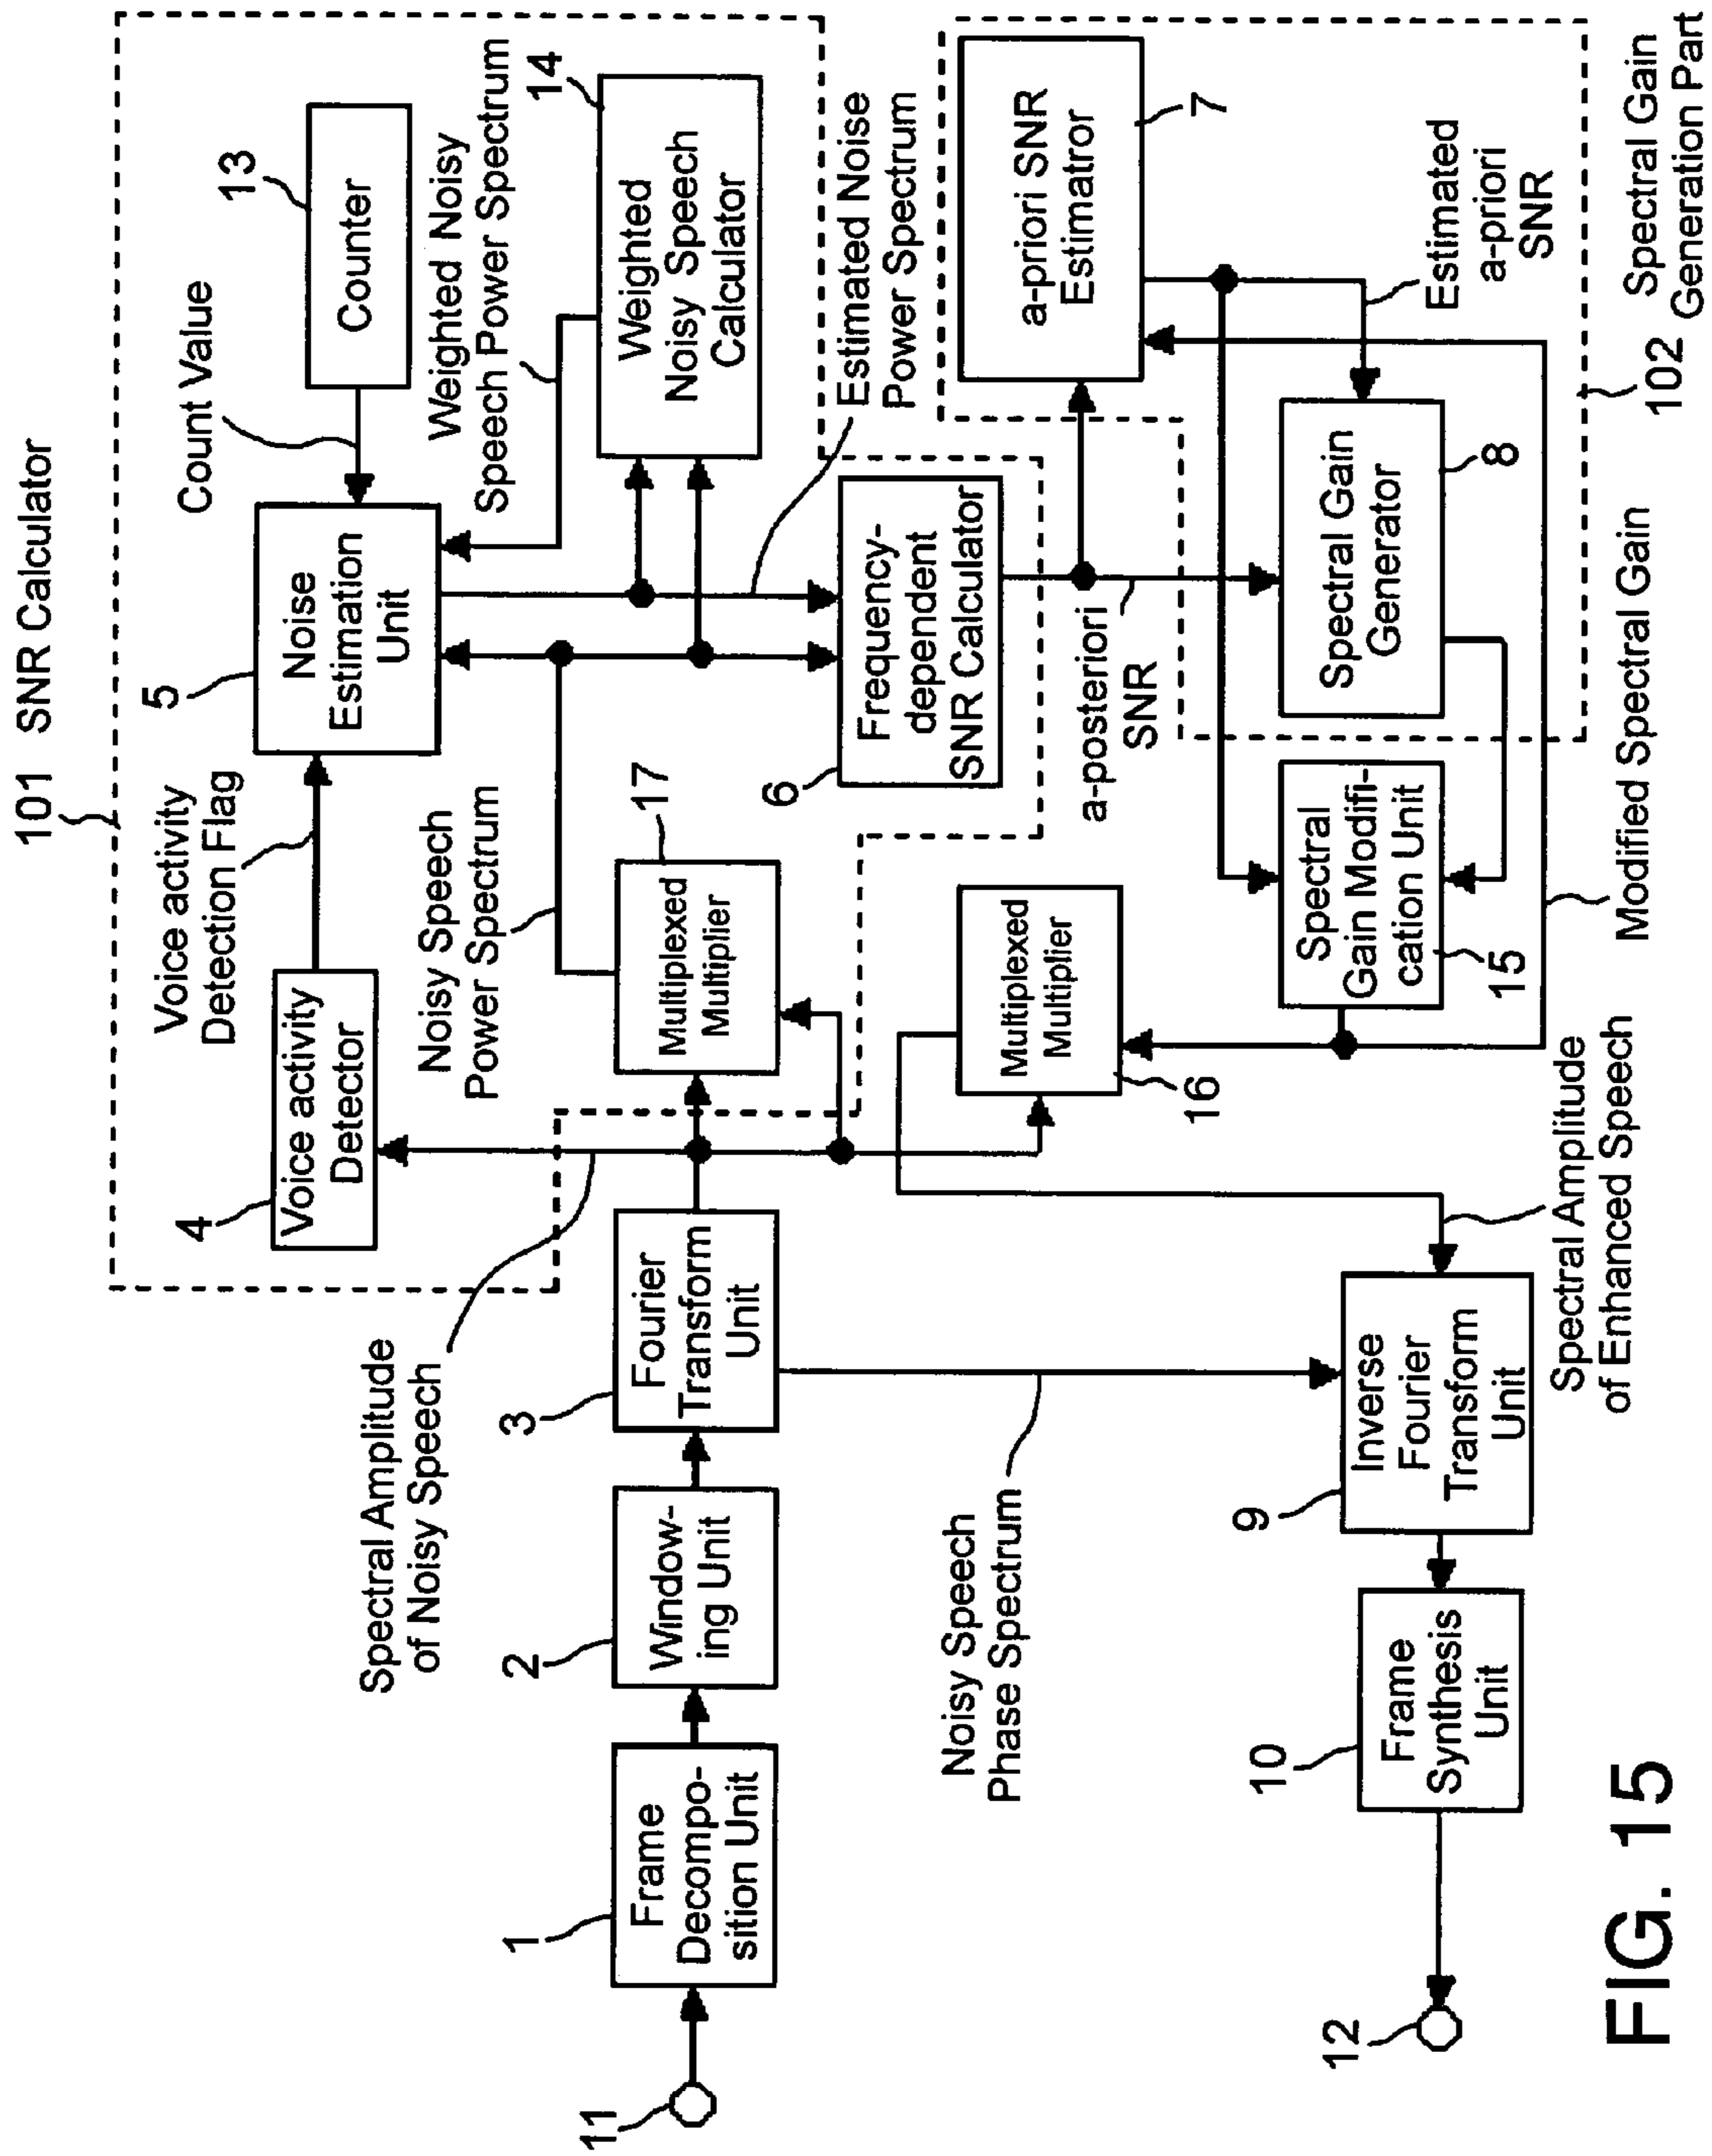 101 SNR Calculator
Count Value
13
Counter
Voice activity
Detection Flag
5
Noise
Estimation
Unit
Weighted Noisy
Speech Power Spectrum
14
Weighted
Noisy Speech
Calculator
4
Voice activity
Detector
Noisy Speech
Power Spectrum
17
Multiplexed
Multiplier
Estimated Noise
Power Spectrum
Spectral Amplitude
of Noisy Speech
6
Frequency-
dependent
SNR Calculator
11
1
Frame
Decompo-
sition Unit
2
Window-
ing Unit
3
Fourier
Transform
Unit
a-priori SNR
Estimatror
7
a-posteriori
SNR
Multiplexed
Multiplier
16
Noisy Speech
Phase Spectrum
Spectral
Gain Modifi-
cation Unit
15
Spectral Gain
Generator
8
Estimated
a-priori
SNR
12
10
Frame
Synthesis
Unit
9
Inverse
Fourier
Transform
Unit
Spectral Amplitude
of Enhanced Speech
Modified Spectral Gain
102
Spectral Gain
Generation Part
FIG. 15